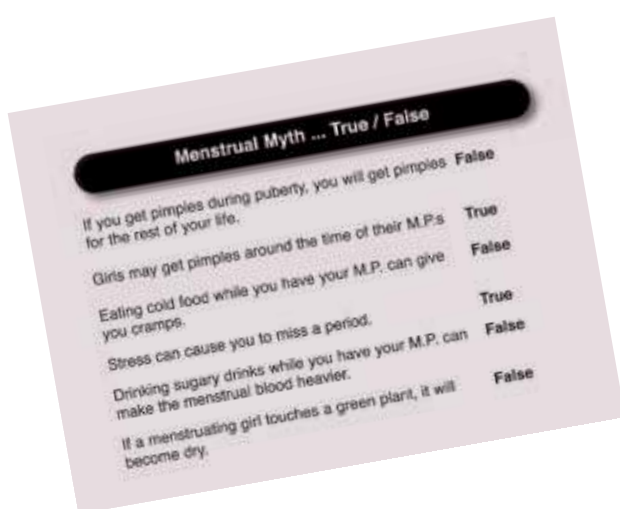 Menstrual Myth ... True / False
If you get pimples during puberty, you will get pimples False
for the rest of your life.
Girls may get pimples around the time of their M.P.s True
Eating cold food while you have your M.P. can give False
you cramps.
Stress can cause you to miss a period. True
Drinking sugary drinks while you have your M.P. can False
make the menstrual blood heavier.
If a menstruating girl touches a green plant, it will False
become dry.